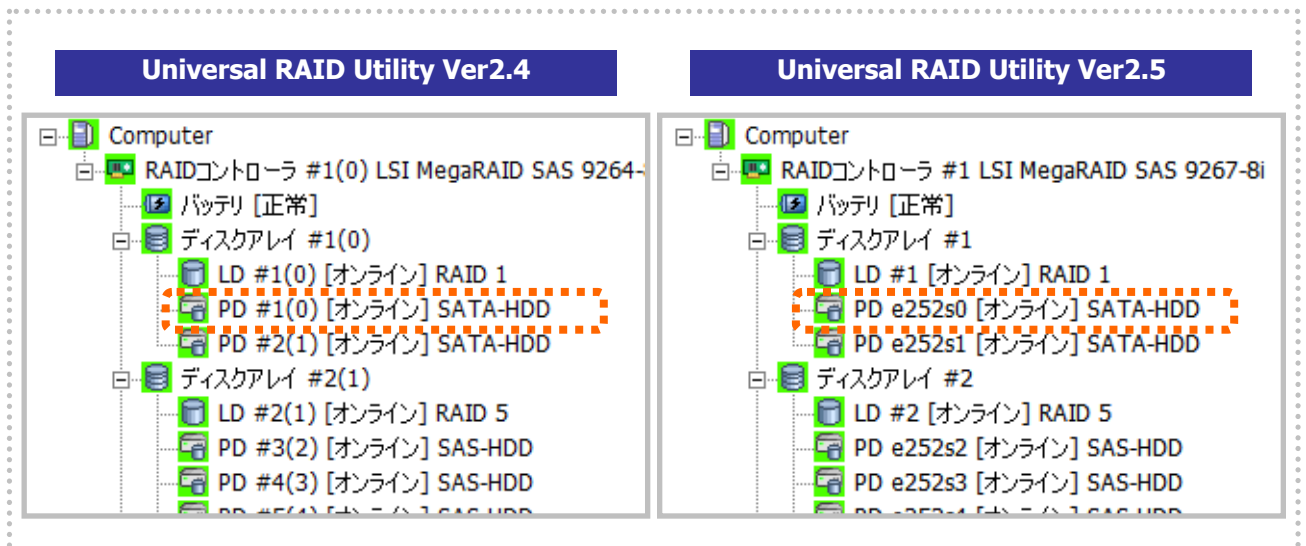 Universal RAID Utility Ver2.4
Computer
RAIDコントローラ #1(0) LSI MegaRAID SAS 9264-
バッテリ [正常]
ディスクアレイ #1(0)
LD #1(0) [オンライン] RAID 1
PD #1(0) [オンライン] SATA-HDD
PD #2(1) [オンライン] SATA-HDD
ディスクアレイ #2(1)
LD #2(1) [オンライン] RAID 5
PD #3(2) [オンライン] SAS-HDD
PD #4(3) [オンライン] SAS-HDD
Universal RAID Utility Ver2.5
Computer
RAIDコントローラ #1 LSI MegaRAID SAS 9267-8i
バッテリ [正常]
ディスクアレイ #1
LD #1 [オンライン] RAID 1
PD e252s0 [オンライン] SATA-HDD
PD e252s1 [オンライン] SATA-HDD
ディスクアレイ #2
LD #2 [オンライン] RAID 5
PD e252s2 [オンライン] SAS-HDD
PD e252s3 [オンライン] SAS-HDD